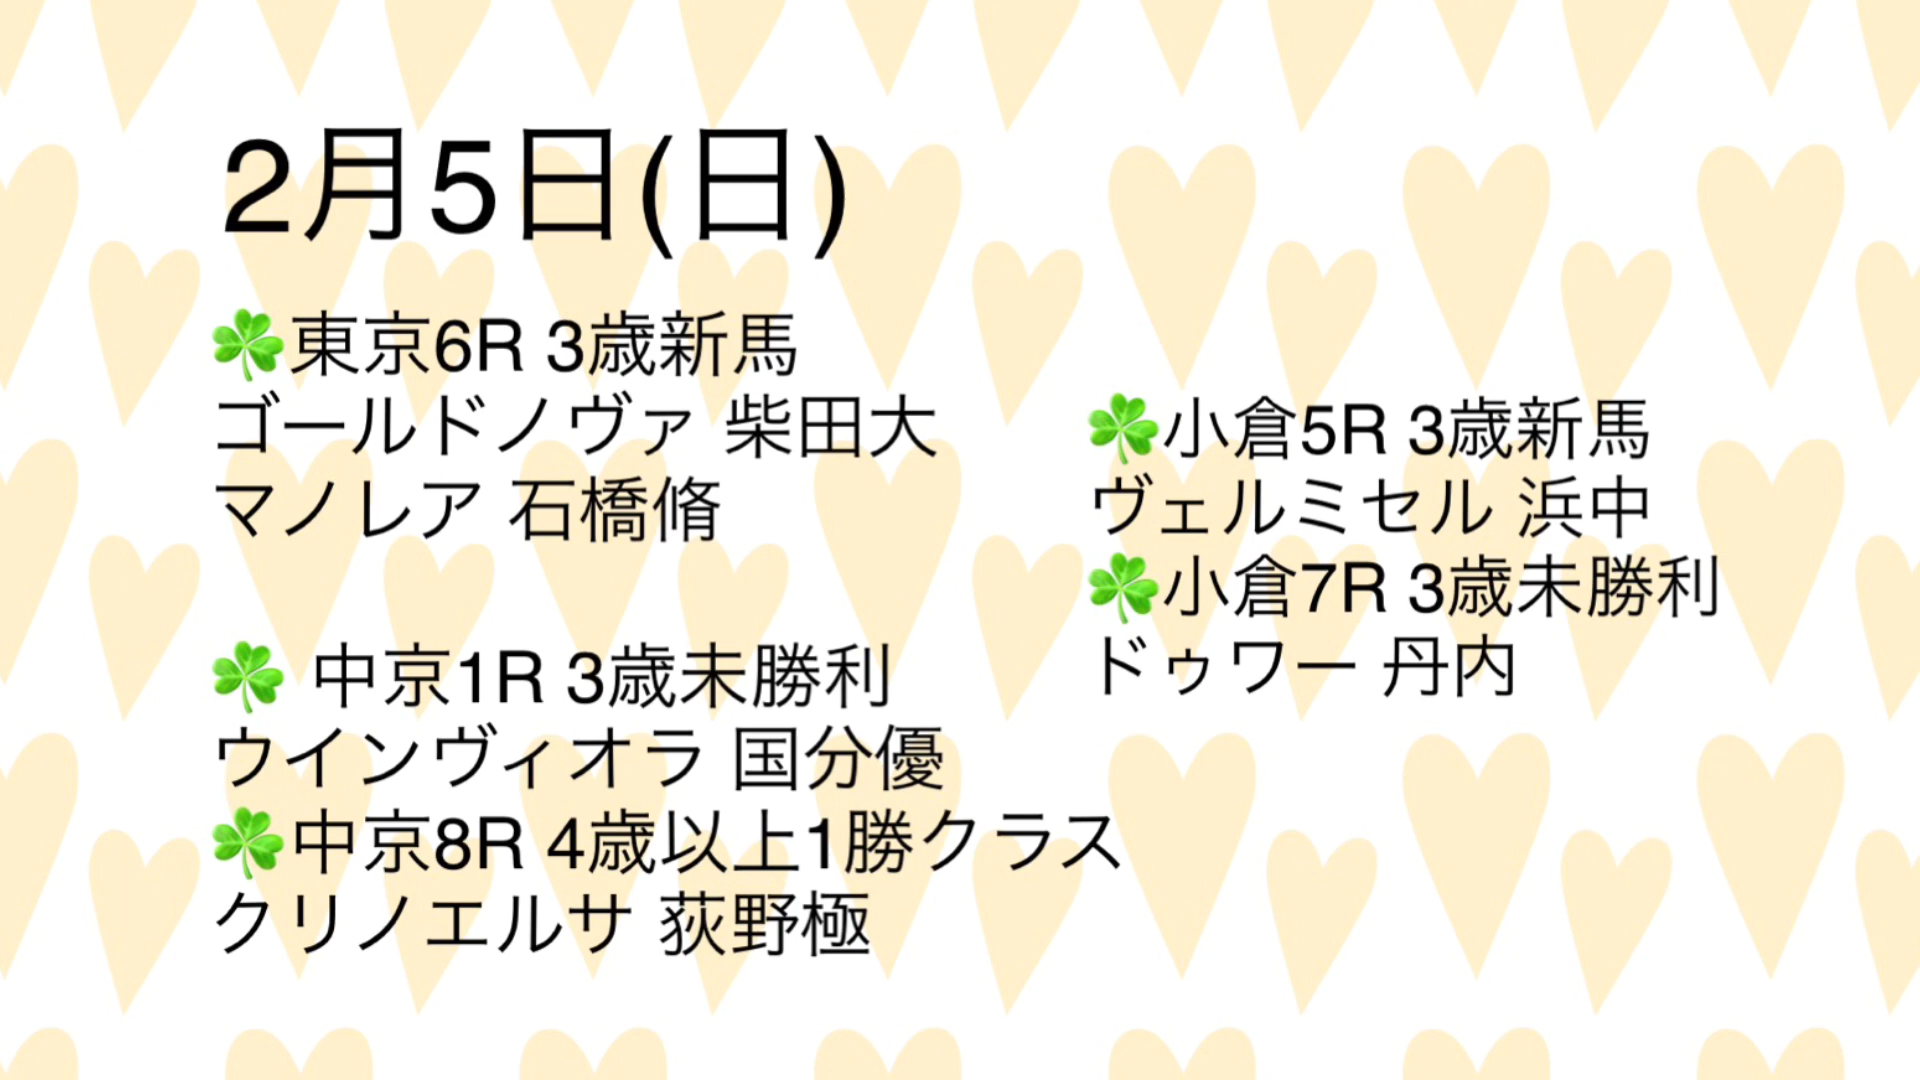 2月5日(日)
☘️東京6R 3歳新馬
ゴールドノヴァ 柴田大
マノレア 石橋脩
☘️ 中京1R 3歳未勝利
ウインヴィオラ 国分優
☘️中京8R 4歳以上1勝クラス
クリノエルサ 荻野極
☘️小倉5R 3歳新馬
ヴェルミセル 浜中
☘️小倉7R 3歳未勝利
ドゥワー 丹内